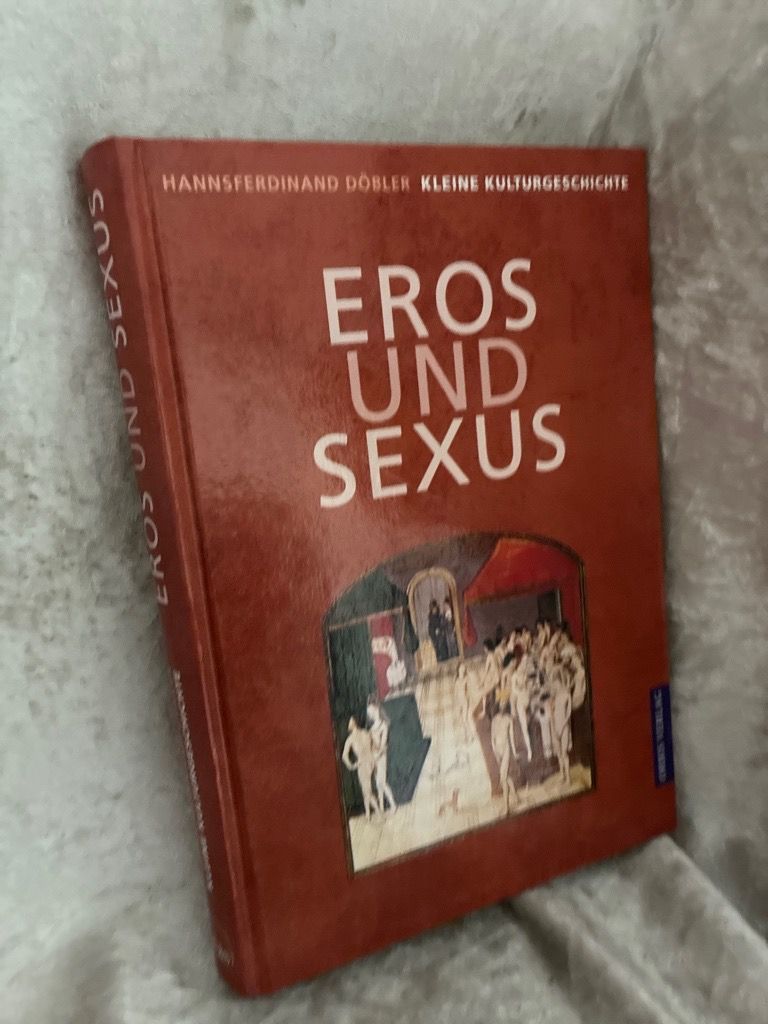 HANNSFERDINAND DÖBLER KLEINE KULTURGESCHICHTE
EROS
UND
SEXUS
EROS UND SEXUS